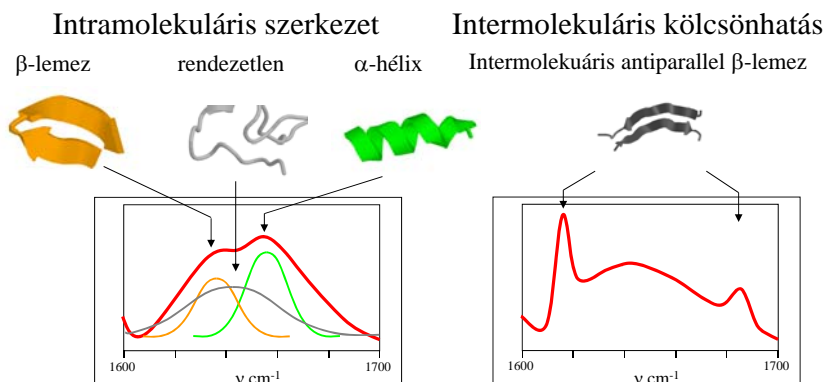 Intramolekuláris szerkezet
Intermolekuláris kölcsönhatás
β-lemez
rendezetlen
α-hélix
Intermolekuáris antiparallel β-lemez
1600
1700
ν cm-1
1600
1700
ν cm-1